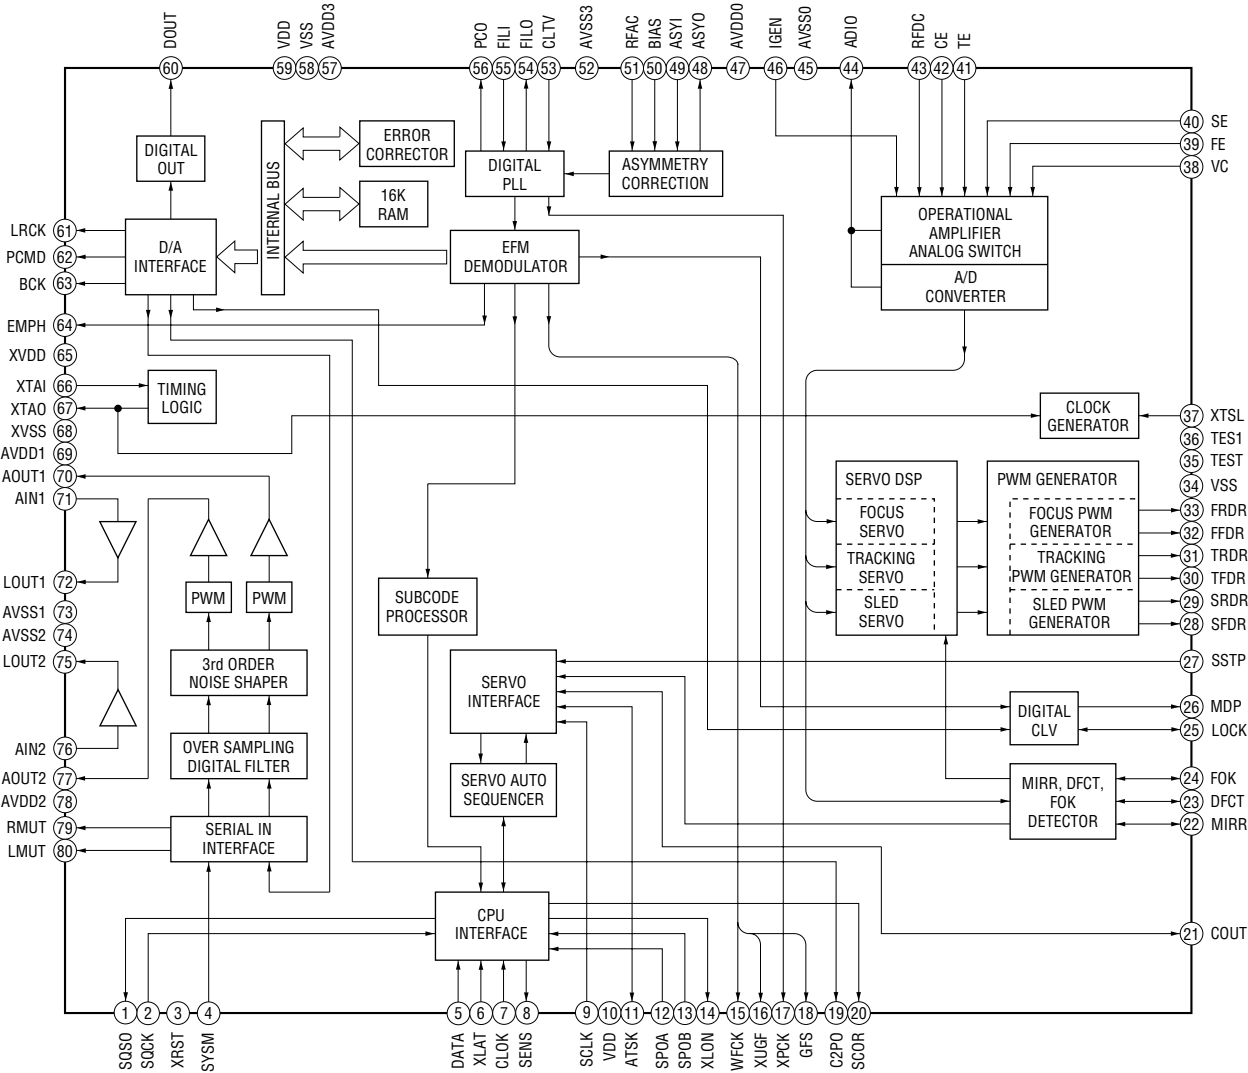 DOUT
VDD
VSS
AVDD3
PCO
FILI
FILO
CLTV
AVSS3
RFAC
BIAS
ASYI
ASYO
AVDD0
IGEN
AVSS0
ADIO
RFDC
CE
TE
60
59
58
57
56
55
54
53
52
51
50
49
48
47
46
45
44
43
42
41
40 SE
39 FE
38 VC
DIGITAL
OUT
INTERNAL BUS
ERROR
CORRECTOR
16K
RAM
DIGITAL
PLL
ASYMMETRY
CORRECTION
OPERATIONAL
AMPLIFIER
ANALOG SWITCH
A/D
CONVERTER
LRCK 61
PCMD 62
BCK 63
D/A
INTERFACE
EFM
DEMODULATOR
EMPH 64
XVDD 65
XTAI 66
XTAO 67
XVSS 68
AVDD1 69
AOUT1 70
AIN1 71
LOUT1 72
AVSS1 73
AVSS2 74
LOUT2 75
AIN2 76
AOUT2 77
AVDD2 78
RMUT 79
LMUT 80
TIMING
LOGIC
CLOCK
GENERATOR
37 XTSL
36 TES1
35 TEST
34 VSS
33 FRDR
32 FFDR
31 TRDR
30 TFDR
29 SRDR
28 SFDR
27 SSTP
26 MDP
25 LOCK
24 FOK
23 DFCT
22 MIRR
21 COUT
SERVO DSP
FOCUS
SERVO
TRACKING
SERVO
SLED
SERVO
PWM GENERATOR
FOCUS PWM
GENERATOR
TRACKING
PWM GENERATOR
SLED PWM
GENERATOR
PWM
PWM
SUBCODE
PROCESSOR
3rd ORDER
NOISE SHAPER
SERVO
INTERFACE
DIGITAL
CLV
OVER SAMPLING
DIGITAL FILTER
SERVO AUTO
SEQUENCER
MIRR, DFCT,
FOK
DETECTOR
SERIAL IN
INTERFACE
CPU
INTERFACE
1
2
3
4
5
6
7
8
9
10
11
12
13
14
15
16
17
18
19
20
SQSO
SQCK
XRST
SYSM
DATA
XLAT
CLOK
SENS
SCLK
VDD
ATSK
SPOA
SPOB
XLON
WFCK
XUGF
XPCK
GFS
C2PO
SCOR